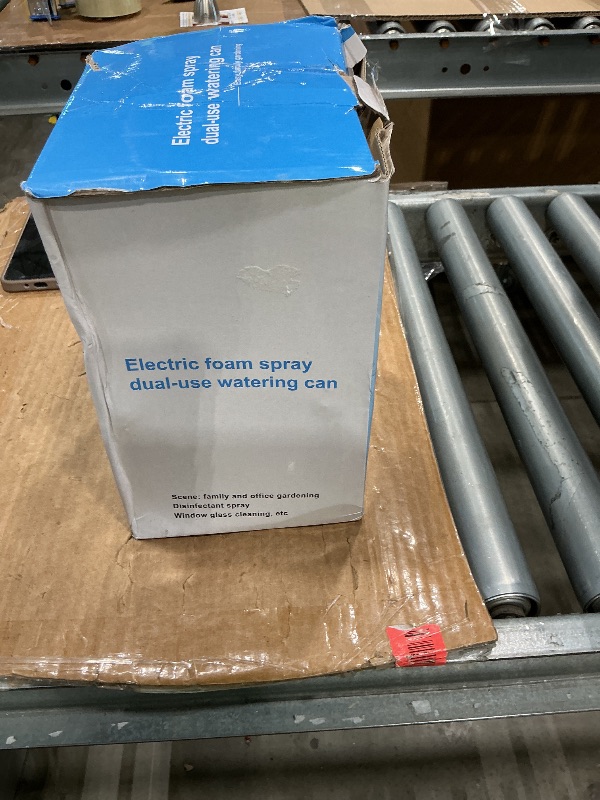 Electric foam spray
dual-use watering can
Electric foam spray
dual-use watering can
Scene: family and office gardening
Disinfectant spray
Window glass cleaning, etc